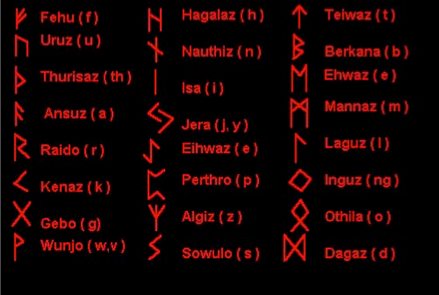 ᚠ Fehu ( f )
ᚢ Uruz ( u )
ᚦ Thurisaz ( th )
ᚨ Ansuz ( a )
ᚱ Raido ( r )
ᚲ Kenaz ( k )
ᚷ Gebo ( g )
ᚹ Wunjo ( w,v )
ᚺ Hagalaz ( h )
ᚾ Nauthiz ( n )
ᛁ Isa ( i )
ᛃ Jera ( j, y )
ᛇ Eihwaz ( e )
ᛈ Perthro ( p )
ᛉ Algiz ( z )
ᛊ Sowulo ( s )
ᛏ Teiwaz ( t )
ᛒ Berkana ( b )
ᛖ Ehwaz ( e )
ᛗ Mannaz ( m )
ᛚ Laguz ( l )
ᛜ Inguz ( ng )
ᛟ Othila ( o )
ᛞ Dagaz ( d )